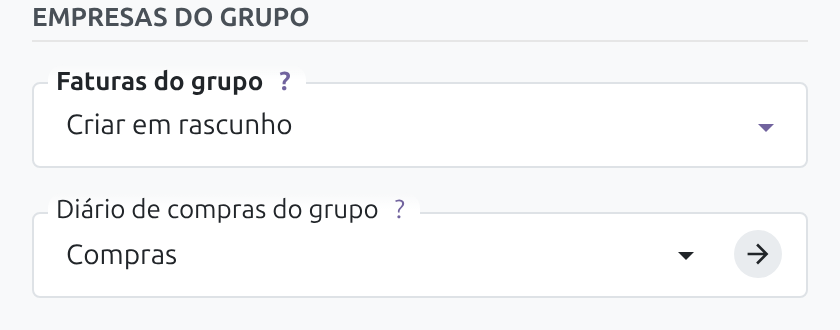 EMPRESAS DO GRUPO
Faturas do grupo ?
Criar em rascunho
Diário de compras do grupo ?
Compras